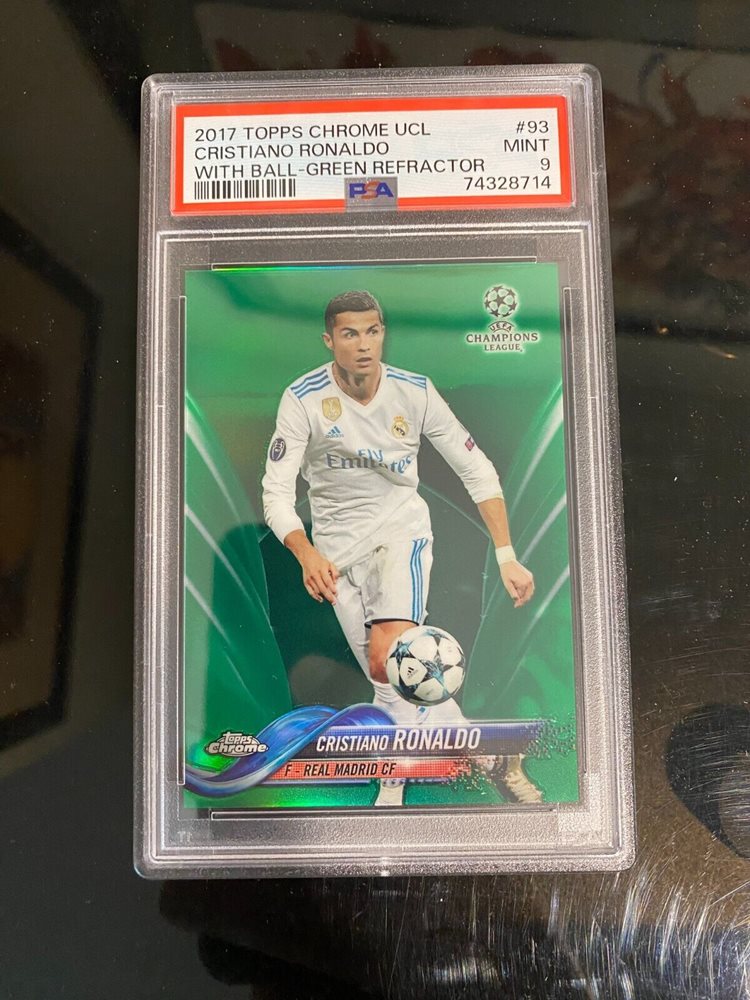 2017 TOPPS CHROME UCL #93
CRISTIANO RONALDO MINT
WITH BALL-GREEN REFRACTOR 9
PSA 74328714
UEFA
CHAMPIONS
LEAGUE
adidas
Fly
Emirates
topps
Chrome
CRISTIANO RONALDO
F - REAL MADRID CF